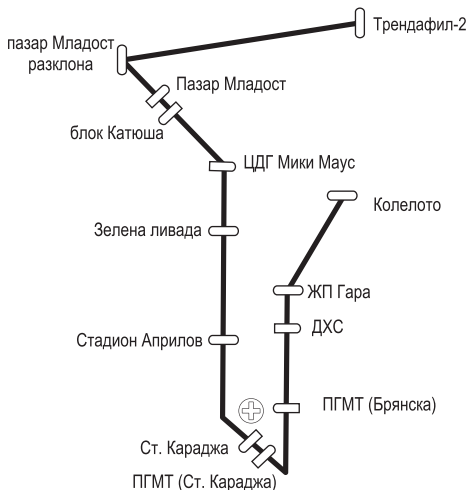 Трендафил-2
пазар Младост
разклона
Пазар Младост
блок Катюша
ЦДГ Мики Маус
Колелото
Зелена ливада
ЖП Гара
ДХС
Стадион Априлов
ПГМТ (Брянска)
Ст. Караджа
ПГМТ (Ст. Караджа)